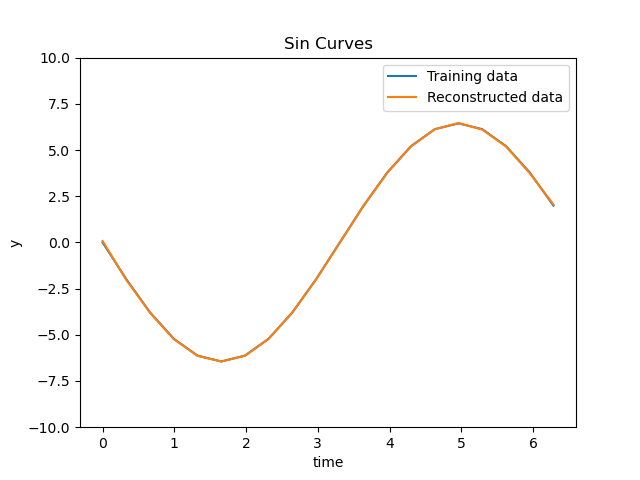 Sin Curves
Training data
Reconstructed data
10.0
7.5
5.0
2.5
0.0
−2.5
−5.0
−7.5
−10.0
y
0 1 2 3 4 5 6
time